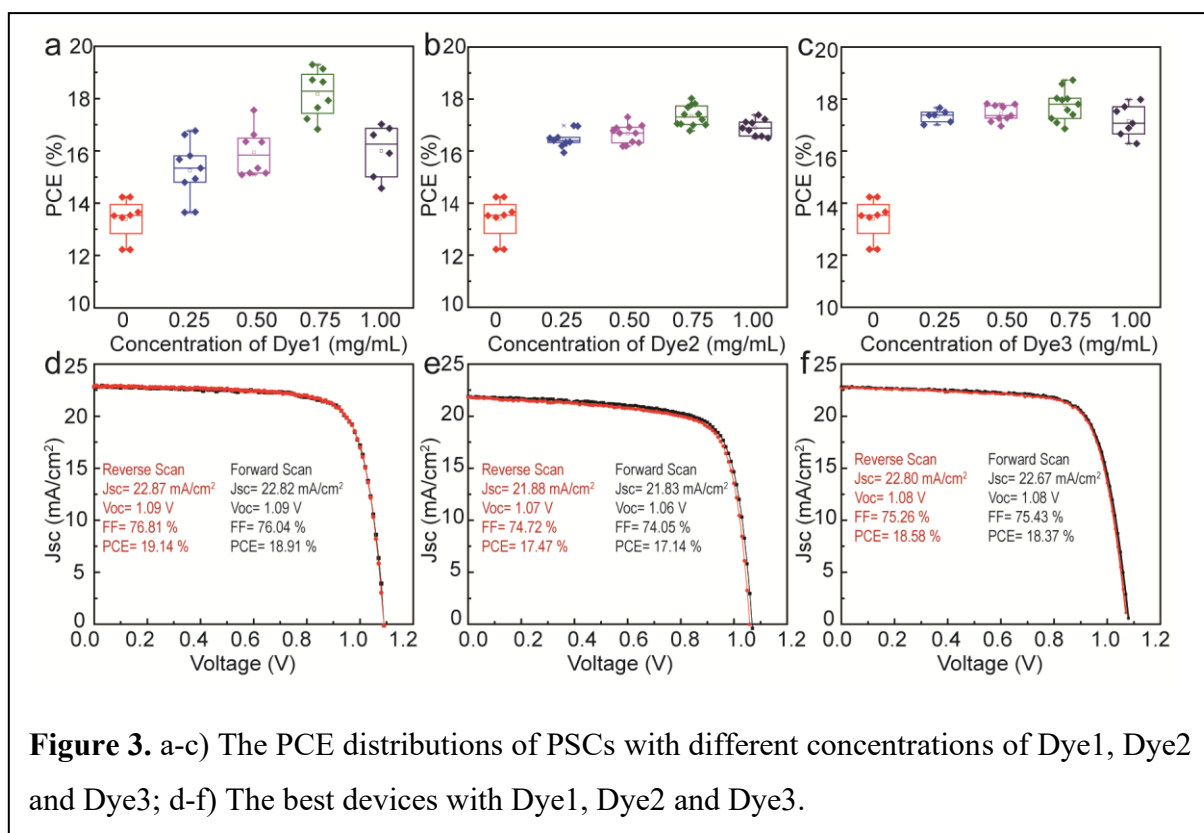 a
b
c
20
18
16
14
12
10
PCE (%)
0 0.25 0.50 0.75 1.00
Concentration of Dye1 (mg/mL)
20
18
16
14
12
10
PCE (%)
0 0.25 0.50 0.75 1.00
Concentration of Dye2 (mg/mL)
20
18
16
14
12
10
PCE (%)
0 0.25 0.50 0.75 1.00
Concentration of Dye3 (mg/mL)
d
25
20
15
10
5
0
Jsc (mA/cm²)
Reverse Scan
Jsc= 22.87 mA/cm²
Voc= 1.09 V
FF= 76.81 %
PCE= 19.14 %
Forward Scan
Jsc= 22.82 mA/cm²
Voc= 1.09 V
FF= 76.04 %
PCE= 18.91 %
0.0 0.2 0.4 0.6 0.8 1.0 1.2
Voltage (V)
e
25
20
15
10
5
0
Jsc (mA/cm²)
Reverse Scan
Jsc= 21.88 mA/cm²
Voc= 1.07 V
FF= 74.72 %
PCE= 17.47 %
Forward Scan
Jsc= 21.83 mA/cm²
Voc= 1.06 V
FF= 74.05 %
PCE= 17.14 %
0.0 0.2 0.4 0.6 0.8 1.0 1.2
Voltage (V)
f
25
20
15
10
5
0
Jsc (mA/cm²)
Reverse Scan
Jsc= 22.80 mA/cm²
Voc= 1.08 V
FF= 75.26 %
PCE= 18.58 %
Forward Scan
Jsc= 22.67 mA/cm²
Voc= 1.08 V
FF= 75.43 %
PCE= 18.37 %
0.0 0.2 0.4 0.6 0.8 1.0 1.2
Voltage (V)
Figure 3. a-c) The PCE distributions of PSCs with different concentrations of Dye1, Dye2
and Dye3; d-f) The best devices with Dye1, Dye2 and Dye3.